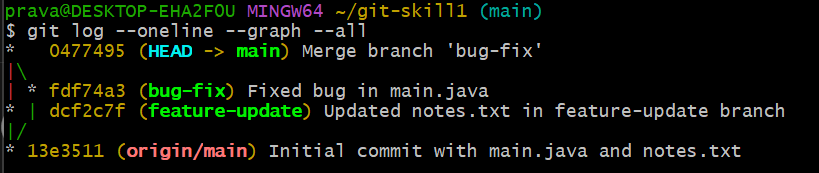 prava@DESKTOP-EHA2F0U MINGW64 ~/git-skill1 (main)
$ git log --oneline --graph --all
*   0477495 (HEAD -> main) Merge branch 'bug-fix'
|\
| * fdf74a3 (bug-fix) Fixed bug in main.java
* | dcf2c7f (feature-update) Updated notes.txt in feature-update branch
|/
* 13e3511 (origin/main) Initial commit with main.java and notes.txt